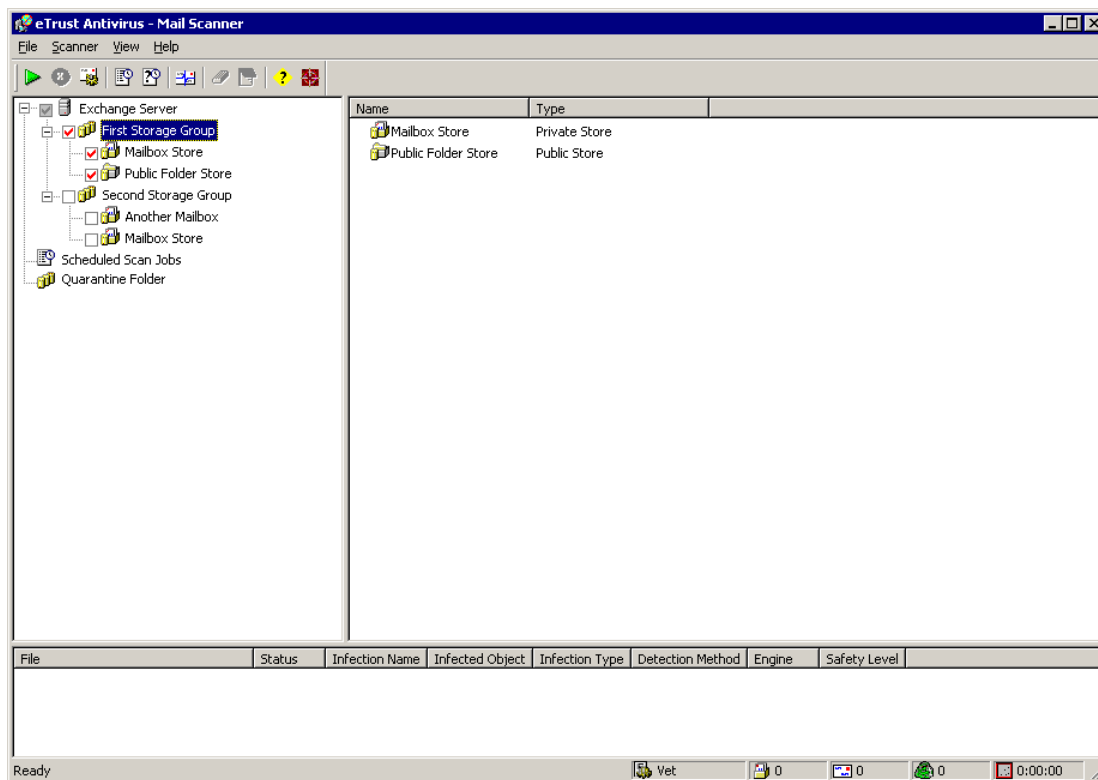 eTrust Antivirus - Mail Scanner
File Scanner View Help
Exchange Server
First Storage Group
Mailbox Store
Public Folder Store
Second Storage Group
Another Mailbox
Mailbox Store
Scheduled Scan Jobs
Quarantine Folder
Name Type
Mailbox Store Private Store
Public Folder Store Public Store
File Status Infection Name Infected Object Infection Type Detection Method Engine Safety Level
Ready Vet 0 0 0 0:00:00